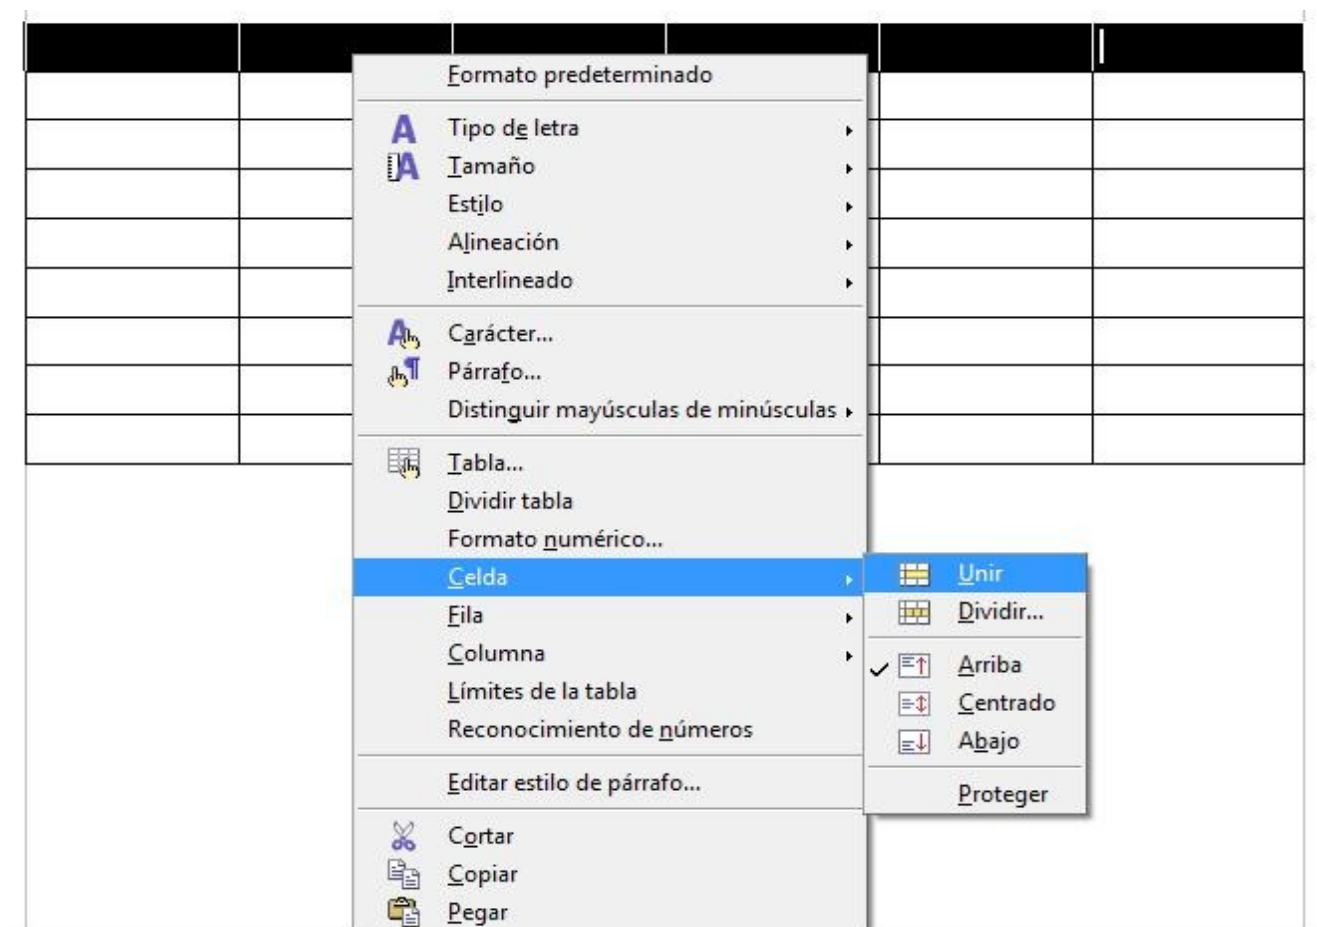 Formato predeterminado
Tipo de letra
Tamaño
Estilo
Alineación
Interlineado
Carácter...
Párrafo...
Distinguir mayúsculas de minúsculas
Tabla...
Dividir tabla
Formato numérico...
Celda
Fila
Columna
Límites de la tabla
Reconocimiento de números
Editar estilo de párrafo...
Cortar
Copiar
Pegar
Unir
Dividir...
Arriba
Centrado
Abajo
Proteger